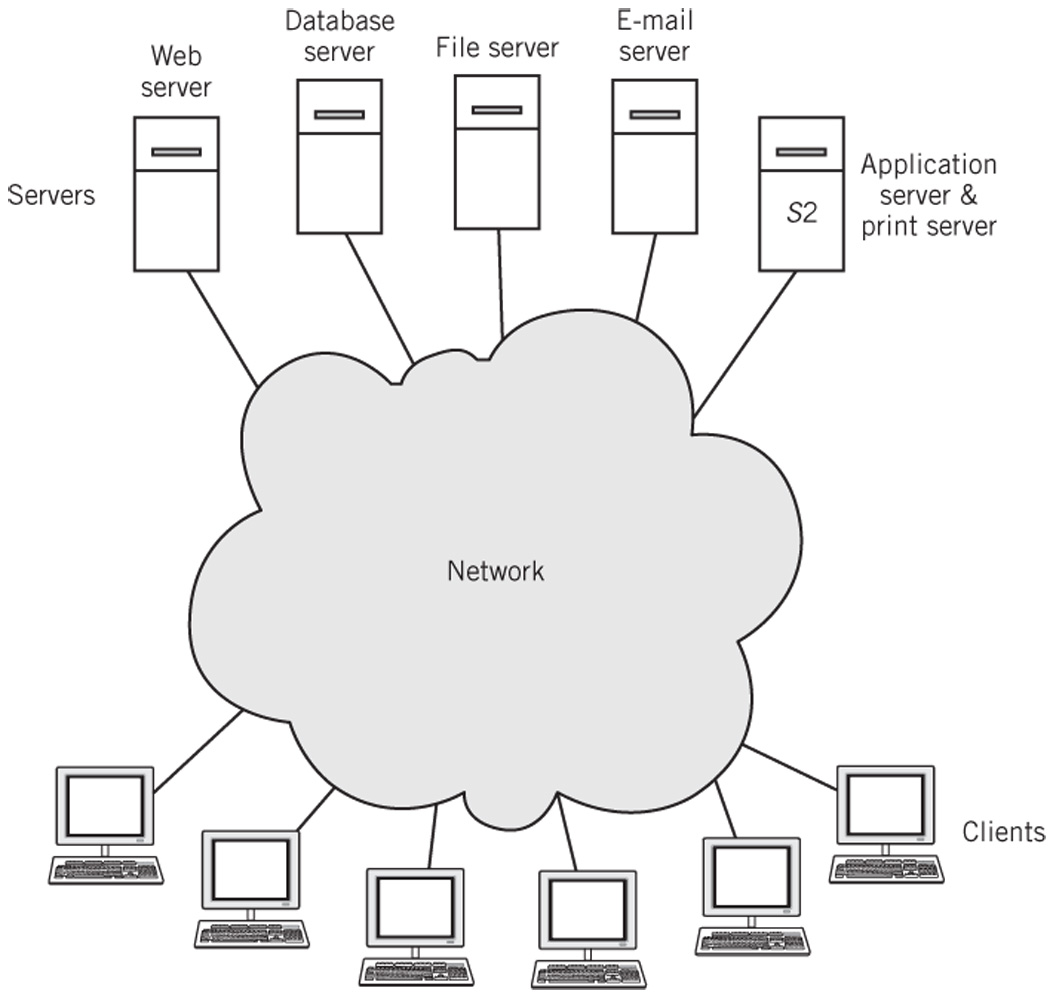 Database
server
File server
E-mail
server
Web
server
Servers
Application
server &
print server
S2
Network
Clients